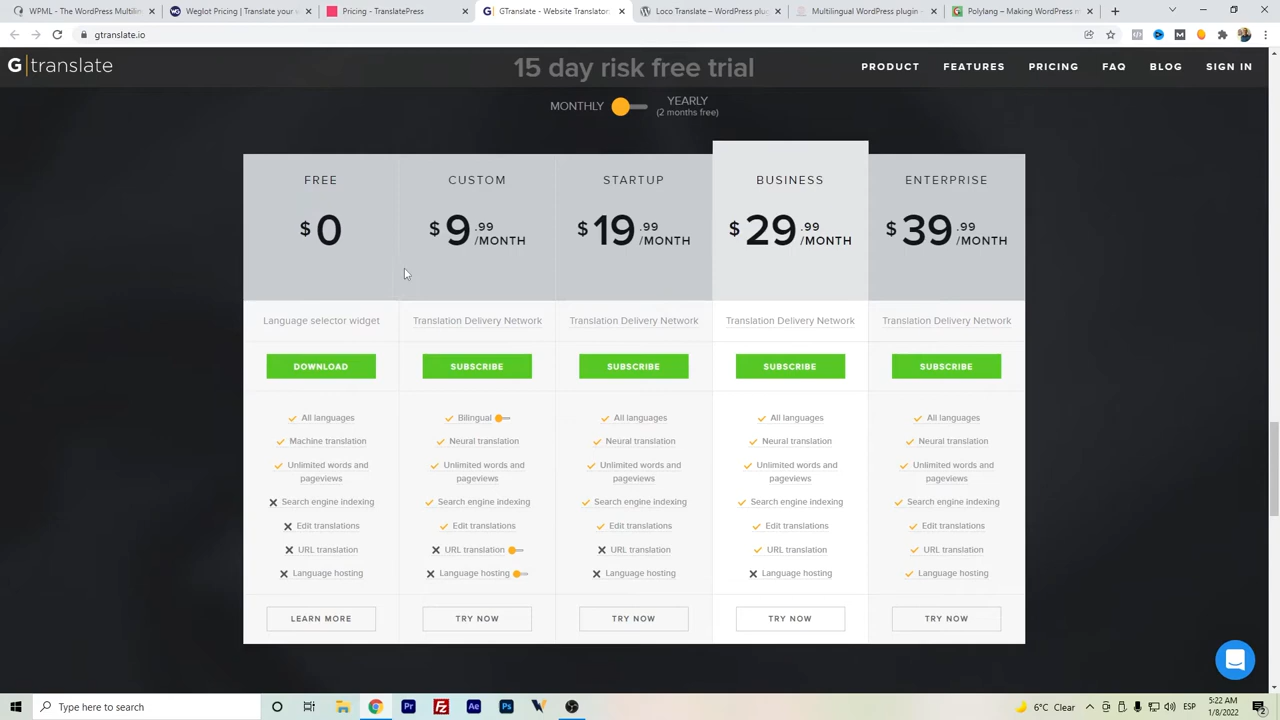 WPML - The WordPress Multilin
Weglot Pricing | Translate your v
Pricing - TranslatePress
GTranslate - Website Translator
Loco Translate – WordPress plug
Multilingual WordPress plugin –
Polylang – Making WordPress m
gtranslate.io
G|translate
15 day risk free trial
PRODUCT
FEATURES
PRICING
FAQ
BLOG
SIGN IN
MONTHLY
YEARLY
(2 months free)
FREE
CUSTOM
STARTUP
BUSINESS
ENTERPRISE
$ 0
$ 9 .99 /MONTH
$ 19 .99 /MONTH
$ 29 .99 /MONTH
$ 39 .99 /MONTH
Language selector widget
Translation Delivery Network
Translation Delivery Network
Translation Delivery Network
Translation Delivery Network
DOWNLOAD
SUBSCRIBE
SUBSCRIBE
SUBSCRIBE
SUBSCRIBE
All languages
Machine translation
Unlimited words and
pageviews
Search engine indexing
Edit translations
URL translation
Language hosting
LEARN MORE
Bilingual
Neural translation
Unlimited words and
pageviews
Search engine indexing
Edit translations
URL translation
Language hosting
TRY NOW
All languages
Neural translation
Unlimited words and
pageviews
Search engine indexing
Edit translations
URL translation
Language hosting
TRY NOW
All languages
Neural translation
Unlimited words and
pageviews
Search engine indexing
Edit translations
URL translation
Language hosting
TRY NOW
All languages
Neural translation
Unlimited words and
pageviews
Search engine indexing
Edit translations
URL translation
Language hosting
TRY NOW
Type here to search
Pr
Fz
Ae
Ps
6°C Clear
ESP
5:22 AM
1/8/2022
2